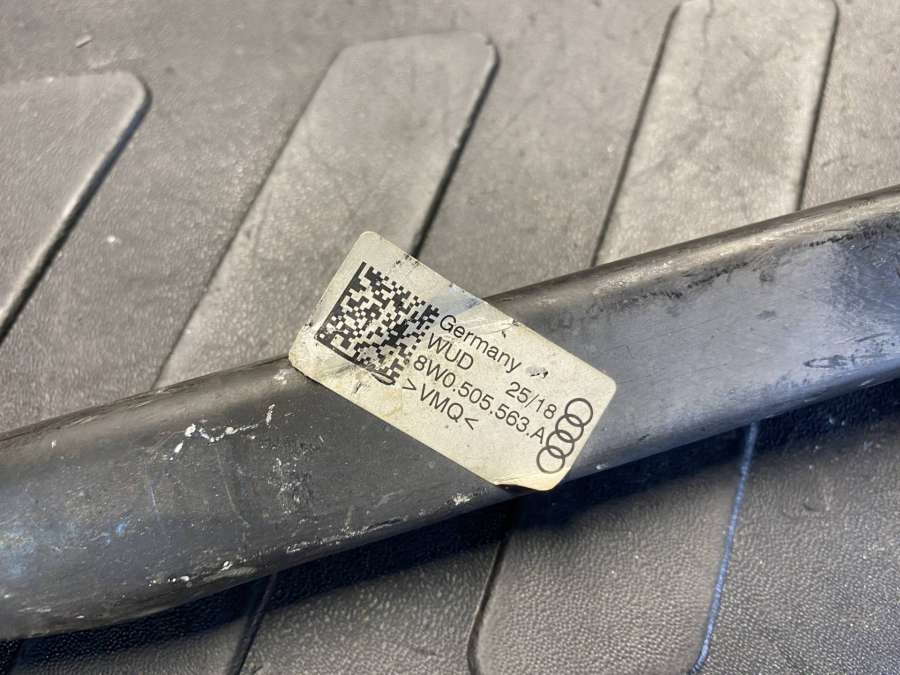 Germany
WUD 25/18
8W0.505.563.A
>VMQ<